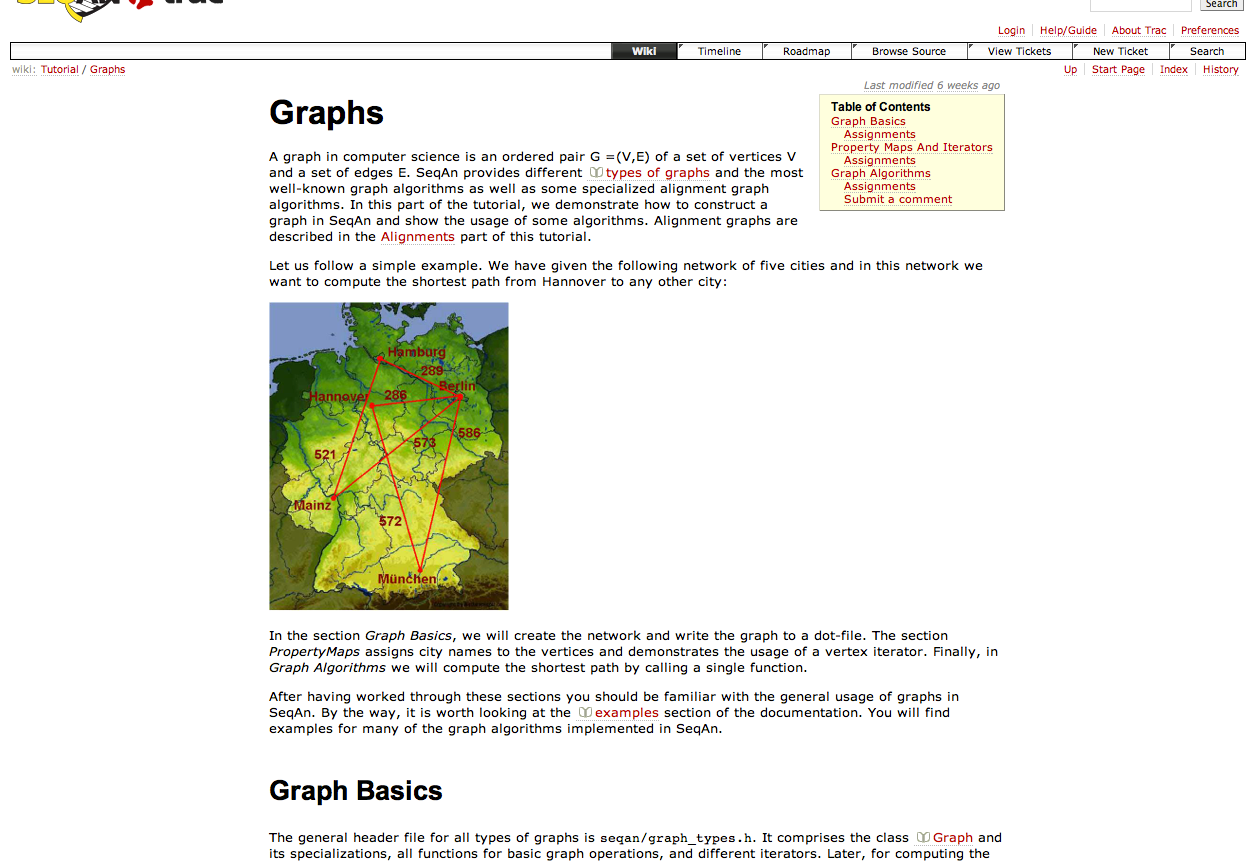 Search
Login Help/Guide About Trac Preferences
Wiki Timeline Roadmap Browse Source View Tickets New Ticket Search
wiki: Tutorial / Graphs
Up Start Page Index History
Last modified 6 weeks ago
Graphs
Table of Contents
Graph Basics
Assignments
Property Maps And Iterators
Assignments
Graph Algorithms
Assignments
Submit a comment
A graph in computer science is an ordered pair G =(V,E) of a set of vertices V
and a set of edges E. SeqAn provides different types of graphs and the most
well-known graph algorithms as well as some specialized alignment graph
algorithms. In this part of the tutorial, we demonstrate how to construct a
graph in SeqAn and show the usage of some algorithms. Alignment graphs are
described in the Alignments part of this tutorial.
Let us follow a simple example. We have given the following network of five cities and in this network we
want to compute the shortest path from Hannover to any other city:
Hamburg
289
Berlin
Hannover 286
586
573
521
Mainz
572
München
In the section Graph Basics, we will create the network and write the graph to a dot-file. The section
PropertyMaps assigns city names to the vertices and demonstrates the usage of a vertex iterator. Finally, in
Graph Algorithms we will compute the shortest path by calling a single function.
After having worked through these sections you should be familiar with the general usage of graphs in
SeqAn. By the way, it is worth looking at the examples section of the documentation. You will find
examples for many of the graph algorithms implemented in SeqAn.
Graph Basics
The general header file for all types of graphs is seqan/graph_types.h. It comprises the class Graph and
its specializations, all functions for basic graph operations, and different iterators. Later, for computing the